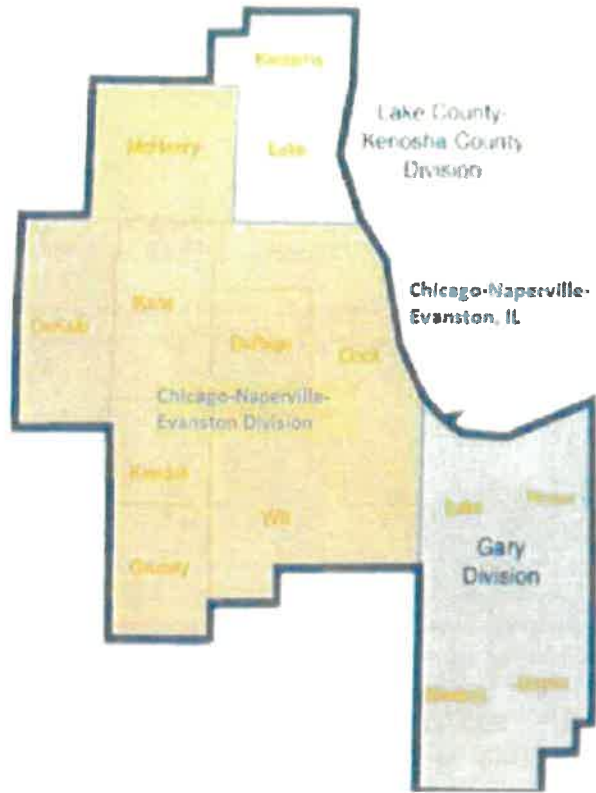 Kenosha
Lake County-
Kenosha County
Division
McHenry
Lake
Chicago-Naperville-
Evanston, IL
Kane
DeKalb
DuPage
Cook
Chicago-Naperville-
Evanston Division
Kendall
Will
Grundy
Lake
Porter
Gary
Division
Newton
Jasper